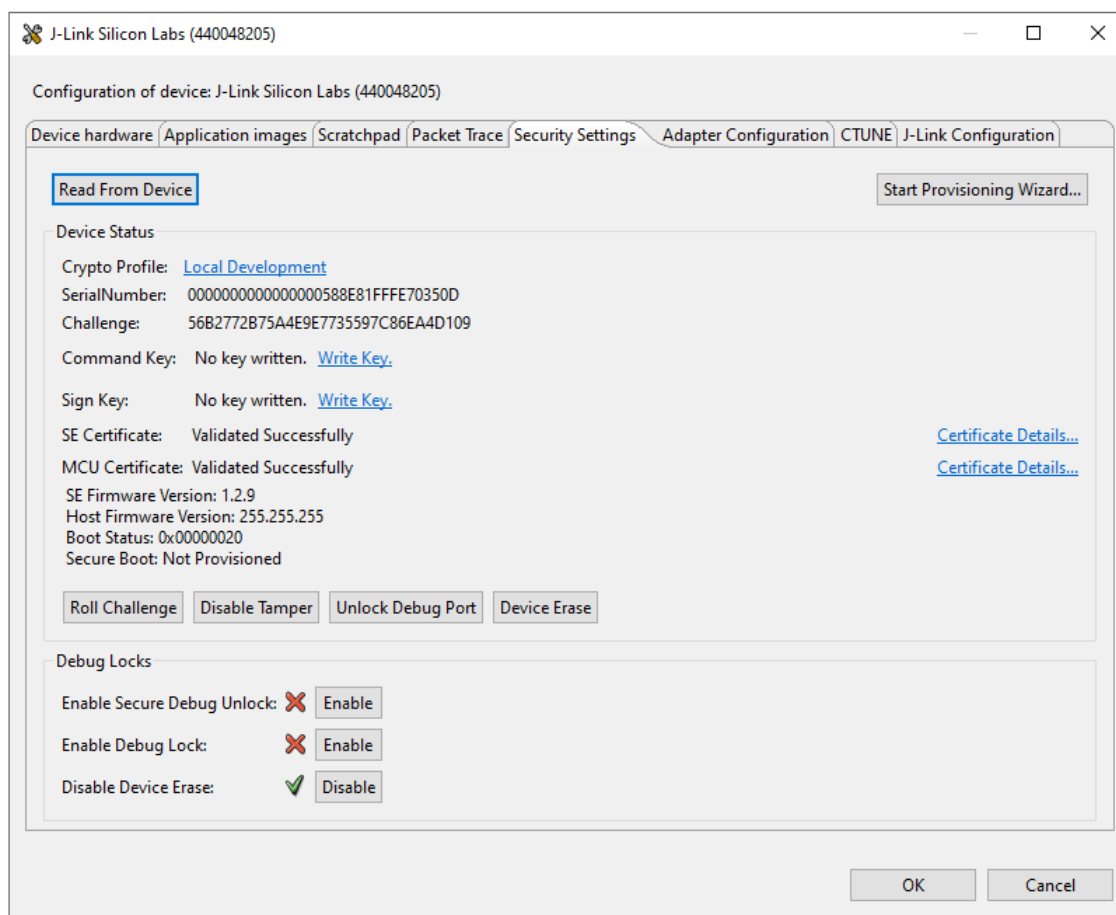 J-Link Silicon Labs (440048205)
Configuration of device: J-Link Silicon Labs (440048205)
Device hardware Application images Scratchpad Packet Trace Security Settings Adapter Configuration CTUNE J-Link Configuration
Read From Device Start Provisioning Wizard...
Device Status
Crypto Profile: Local Development
SerialNumber: 0000000000000000588E81FFFE70350D
Challenge: 56B2772B75A4E9E7735597C86EA4D109
Command Key: No key written. Write Key.
Sign Key: No key written. Write Key.
SE Certificate: Validated Successfully Certificate Details...
MCU Certificate: Validated Successfully Certificate Details...
SE Firmware Version: 1.2.9
Host Firmware Version: 255.255.255
Boot Status: 0x00000020
Secure Boot: Not Provisioned
Roll Challenge Disable Tamper Unlock Debug Port Device Erase
Debug Locks
Enable Secure Debug Unlock: Enable
Enable Debug Lock: Enable
Disable Device Erase: Disable
OK Cancel